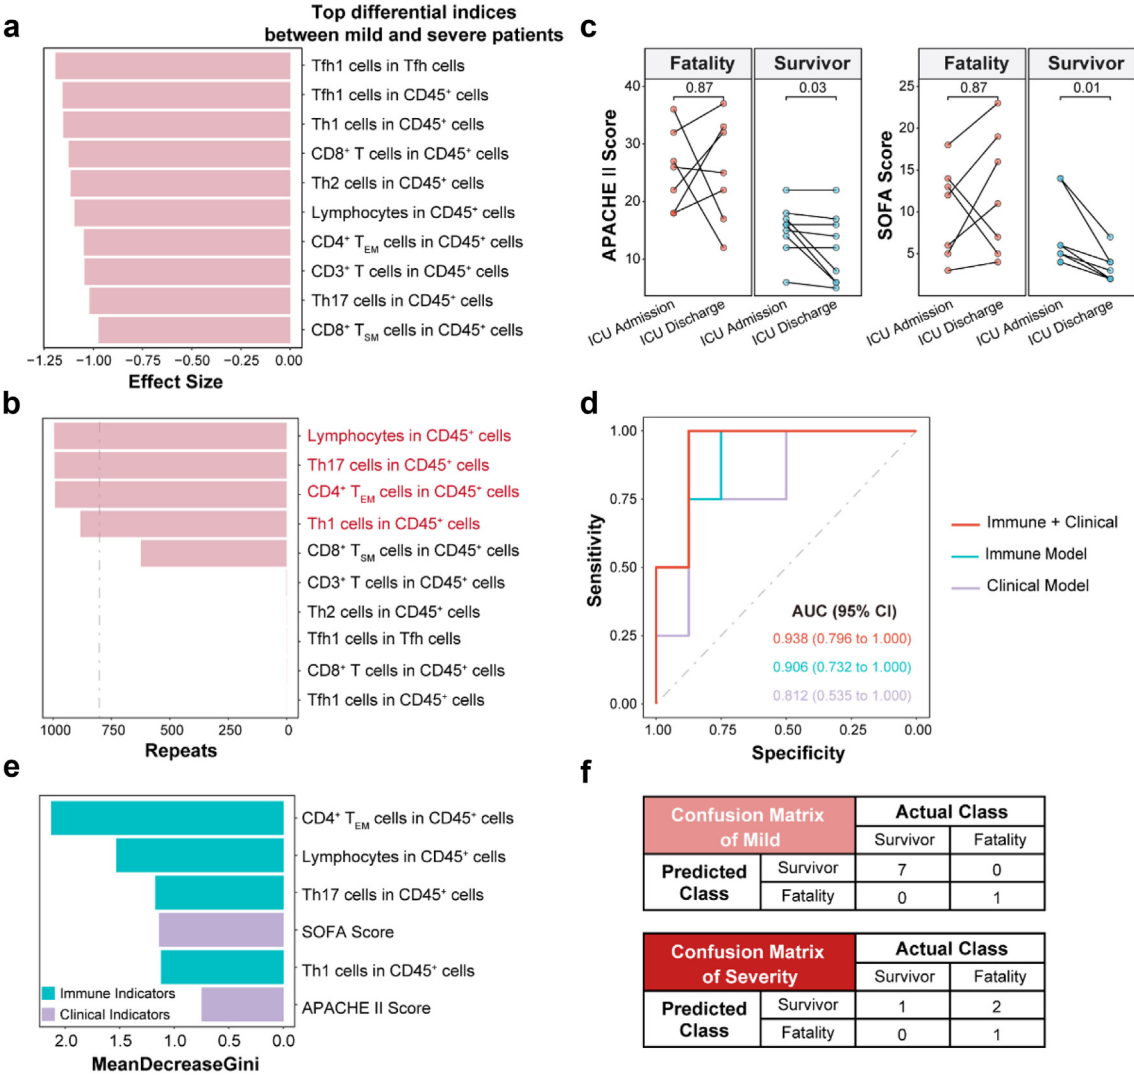 a
Top differential indices
between mild and severe patients
Tfh1 cells in Tfh cells
Tfh1 cells in CD45⁺ cells
Th1 cells in CD45⁺ cells
CD8⁺ T cells in CD45⁺ cells
Th2 cells in CD45⁺ cells
Lymphocytes in CD45⁺ cells
CD4⁺ TEM cells in CD45⁺ cells
CD3⁺ T cells in CD45⁺ cells
Th17 cells in CD45⁺ cells
CD8⁺ TSM cells in CD45⁺ cells
−1.25 −1.00 −0.75 −0.50 −0.25 0.00
Effect Size
b
Lymphocytes in CD45⁺ cells
Th17 cells in CD45⁺ cells
CD4⁺ TEM cells in CD45⁺ cells
Th1 cells in CD45⁺ cells
CD8⁺ TSM cells in CD45⁺ cells
CD3⁺ T cells in CD45⁺ cells
Th2 cells in CD45⁺ cells
Tfh1 cells in Tfh cells
CD8⁺ T cells in CD45⁺ cells
Tfh1 cells in CD45⁺ cells
1000 750 500 250 0
Repeats
c
Fatality Survivor
0.87 0.03
40
30
20
10
APACHE II Score
ICU Admission ICU Discharge ICU Admission ICU Discharge
Fatality Survivor
0.87 0.01
25
20
15
10
5
SOFA Score
ICU Admission ICU Discharge ICU Admission ICU Discharge
d
1.00
0.75
0.50
0.25
0.00
Sensitivity
1.00 0.75 0.50 0.25 0.00
Specificity
AUC (95% CI)
0.938 (0.796 to 1.000)
0.906 (0.732 to 1.000)
0.812 (0.535 to 1.000)
Immune + Clinical
Immune Model
Clinical Model
e
CD4⁺ TEM cells in CD45⁺ cells
Lymphocytes in CD45⁺ cells
Th17 cells in CD45⁺ cells
SOFA Score
Th1 cells in CD45⁺ cells
APACHE II Score
Immune Indicators
Clinical Indicators
2.0 1.5 1.0 0.5 0.0
MeanDecreaseGini
f
Confusion Matrix
of Mild
Actual Class
Survivor Fatality
Predicted
Class
Survivor 7 0
Fatality 0 1
Confusion Matrix
of Severity
Actual Class
Survivor Fatality
Predicted
Class
Survivor 1 2
Fatality 0 1